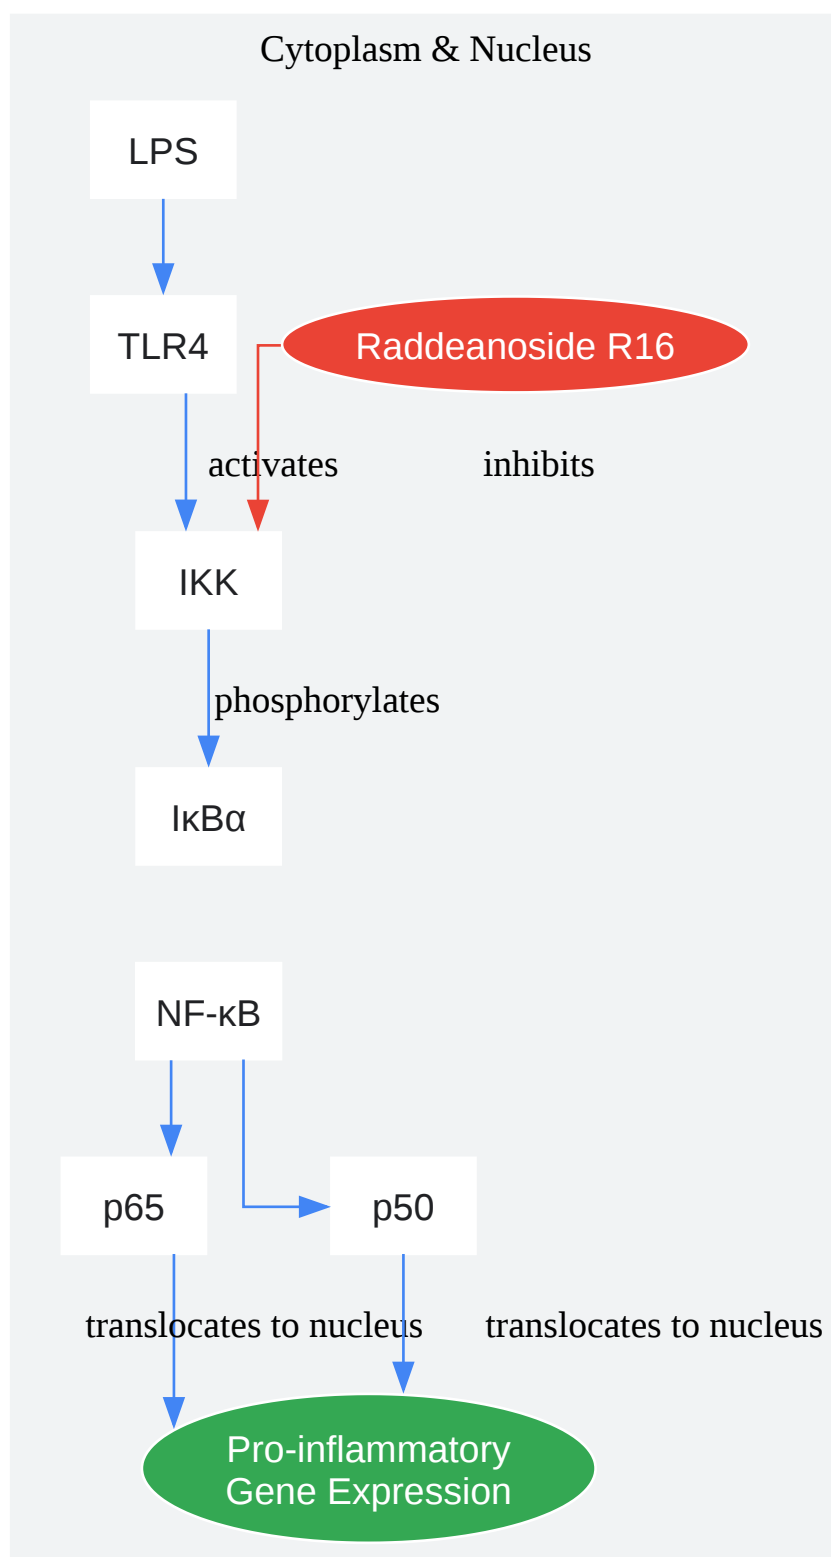 Cytoplasm & Nucleus
LPS
TLR4
Raddeanoside R16
activates
inhibits
IKK
phosphorylates
IκBα
NF-κB
p65
p50
translocates to nucleus
translocates to nucleus
Pro-inflammatory
Gene Expression